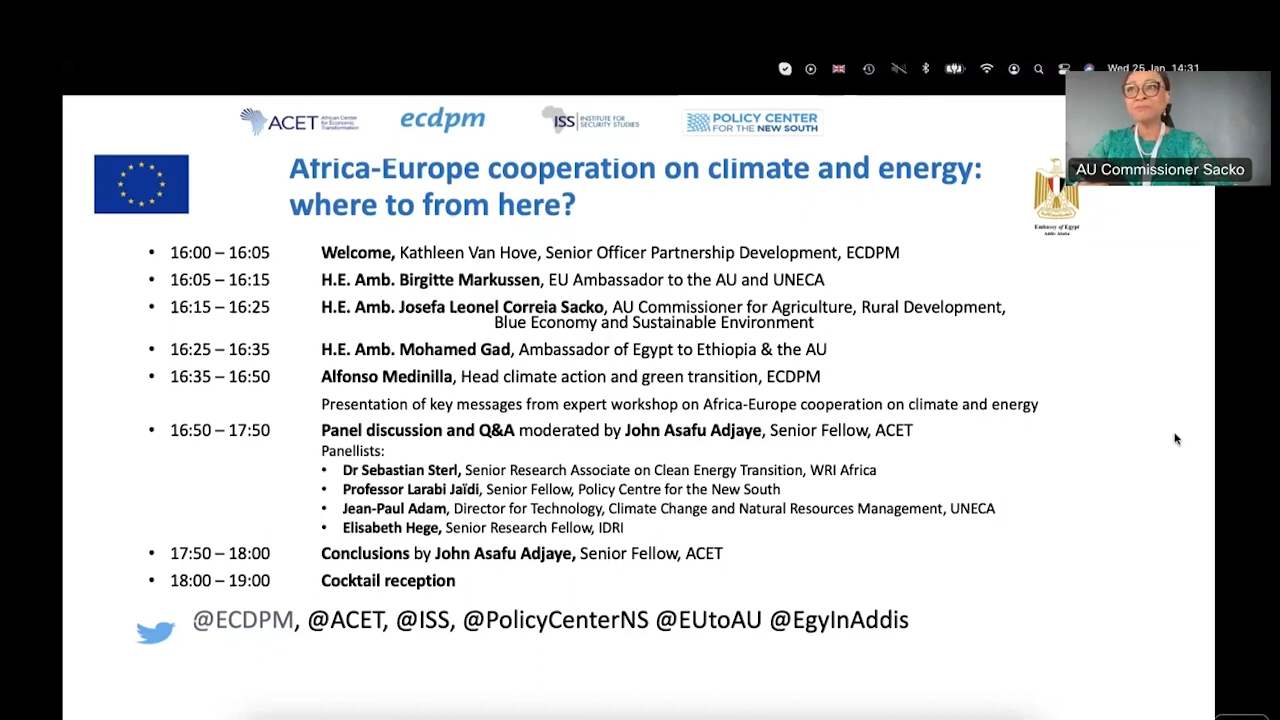 Wed 25 Jan 14:31
ACET African Center for Economic Transformation
ecdpm
ISS INSTITUTE FOR SECURITY STUDIES
POLICY CENTER FOR THE NEW SOUTH
AU Commissioner Sacko
Africa-Europe cooperation on climate and energy:
where to from here?
Embassy of Egypt
Addis Ababa
• 16:00 – 16:05 Welcome, Kathleen Van Hove, Senior Officer Partnership Development, ECDPM
• 16:05 – 16:15 H.E. Amb. Birgitte Markussen, EU Ambassador to the AU and UNECA
• 16:15 – 16:25 H.E. Amb. Josefa Leonel Correia Sacko, AU Commissioner for Agriculture, Rural Development,
Blue Economy and Sustainable Environment
• 16:25 – 16:35 H.E. Amb. Mohamed Gad, Ambassador of Egypt to Ethiopia & the AU
• 16:35 – 16:50 Alfonso Medinilla, Head climate action and green transition, ECDPM
Presentation of key messages from expert workshop on Africa-Europe cooperation on climate and energy
• 16:50 – 17:50 Panel discussion and Q&A moderated by John Asafu Adjaye, Senior Fellow, ACET
Panellists:
• Dr Sebastian Sterl, Senior Research Associate on Clean Energy Transition, WRI Africa
• Professor Larabi Jaïdi, Senior Fellow, Policy Centre for the New South
• Jean-Paul Adam, Director for Technology, Climate Change and Natural Resources Management, UNECA
• Elisabeth Hege, Senior Research Fellow, IDRI
• 17:50 – 18:00 Conclusions by John Asafu Adjaye, Senior Fellow, ACET
• 18:00 – 19:00 Cocktail reception
@ECDPM, @ACET, @ISS, @PolicyCenterNS @EUtoAU @EgyInAddis